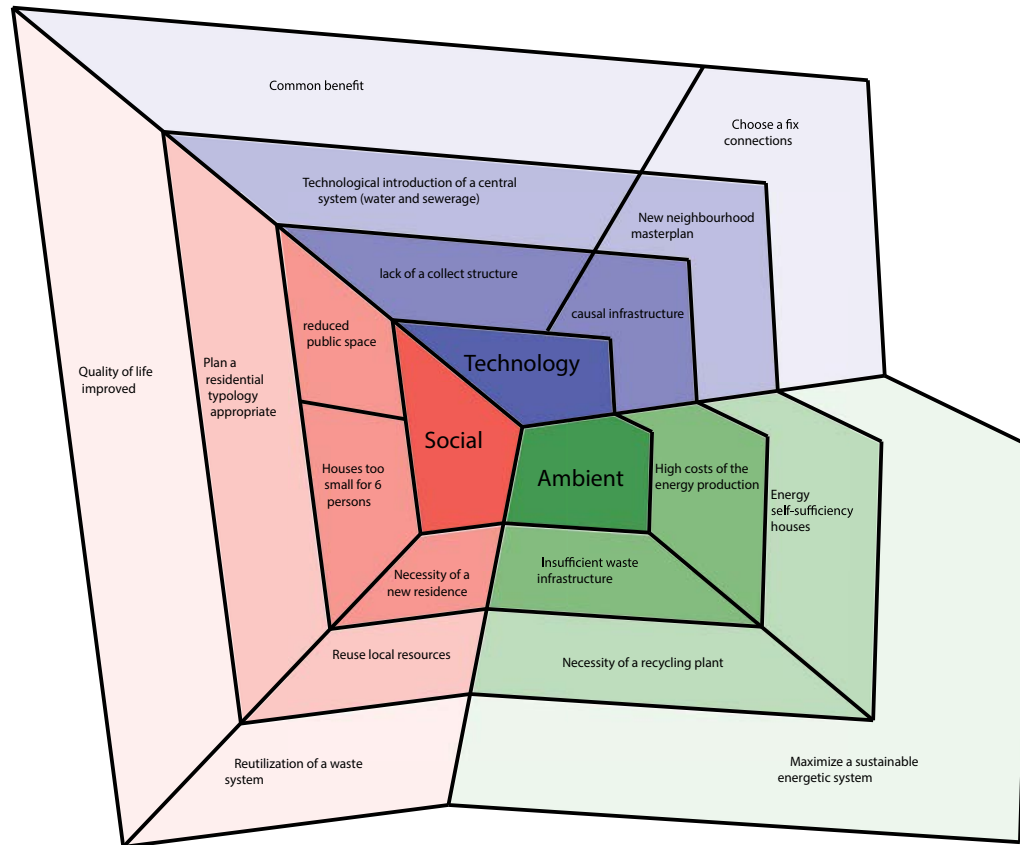 Common benefit
Choose a fix
connections
Technological introduction of a central
system (water and sewerage)
New neighbourhood
masterplan
lack of a collect structure
causal infrastructure
reduced
public space
Technology
Quality of life
improved
Plan a
residential
typology
appropriate
Social
Houses too
small for 6
persons
Ambient
High costs of the
energy production
Energy
self-sufficiency
houses
Necessity of a
new residence
Insufficient waste
infrastructure
Reuse local resources
Necessity of a recycling plant
Reutilization of a waste
system
Maximize a sustainable
energetic system